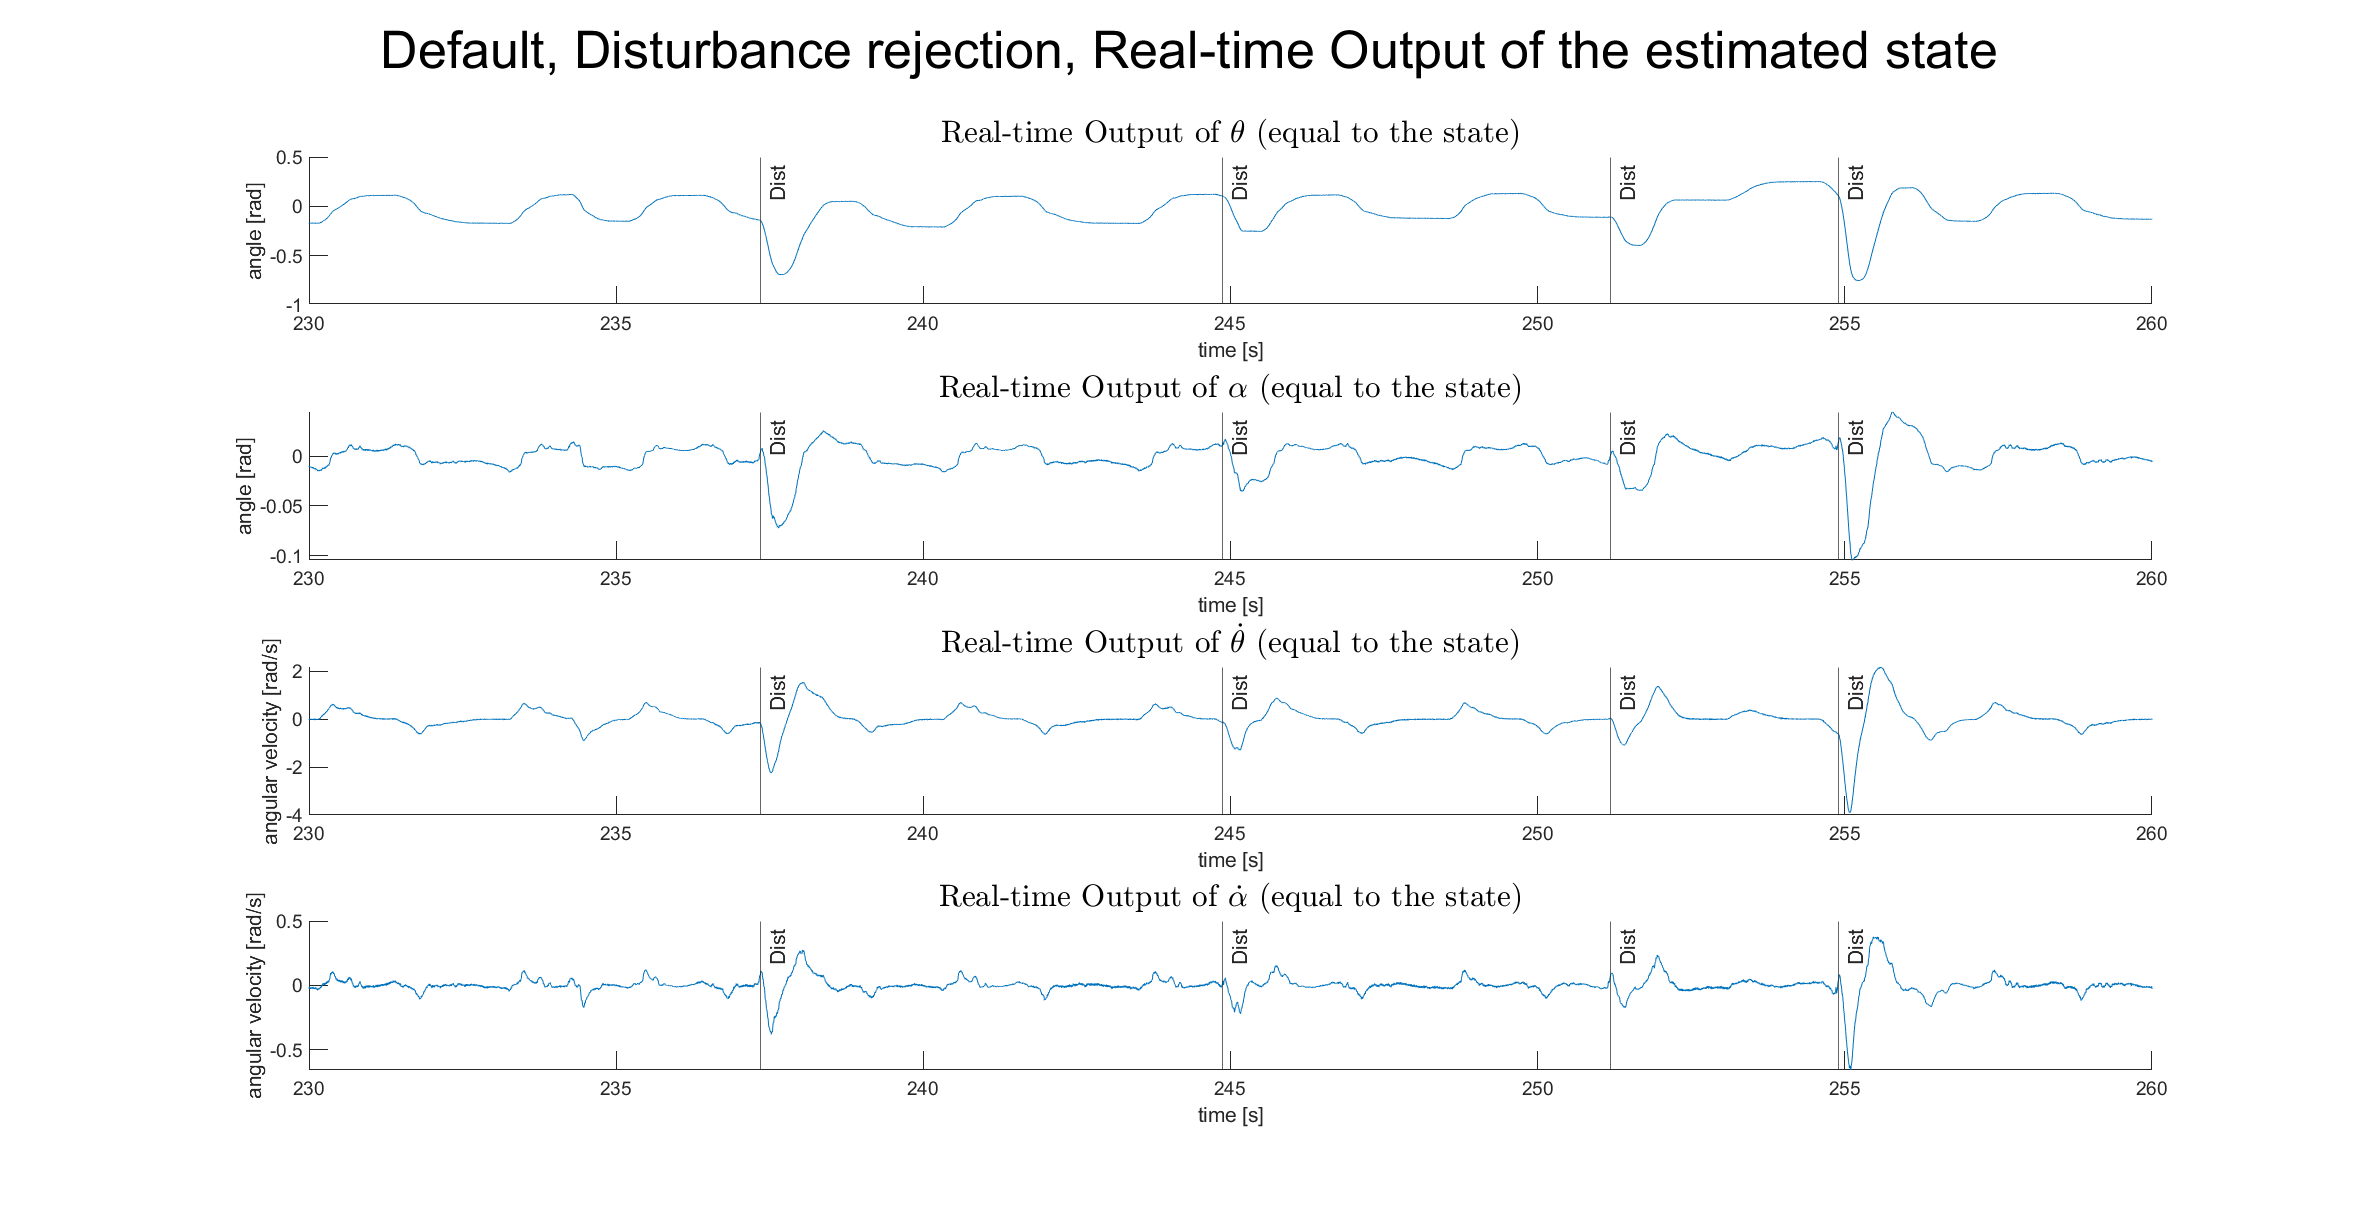 Default, Disturbance rejection, Real-time Output of the estimated state
Real-time Output of θ (equal to the state)
angle [rad]
0.5
0
-0.5
-1
Dist
Dist
Dist
Dist
230 235 240 245 250 255 260
time [s]
Real-time Output of α (equal to the state)
angle [rad]
0
-0.05
-0.1
Dist
Dist
Dist
Dist
230 235 240 245 250 255 260
time [s]
Real-time Output of θ̇ (equal to the state)
angular velocity [rad/s]
2
0
-2
-4
Dist
Dist
Dist
Dist
230 235 240 245 250 255 260
time [s]
Real-time Output of α̇ (equal to the state)
angular velocity [rad/s]
0.5
0
-0.5
Dist
Dist
Dist
Dist
230 235 240 245 250 255 260
time [s]